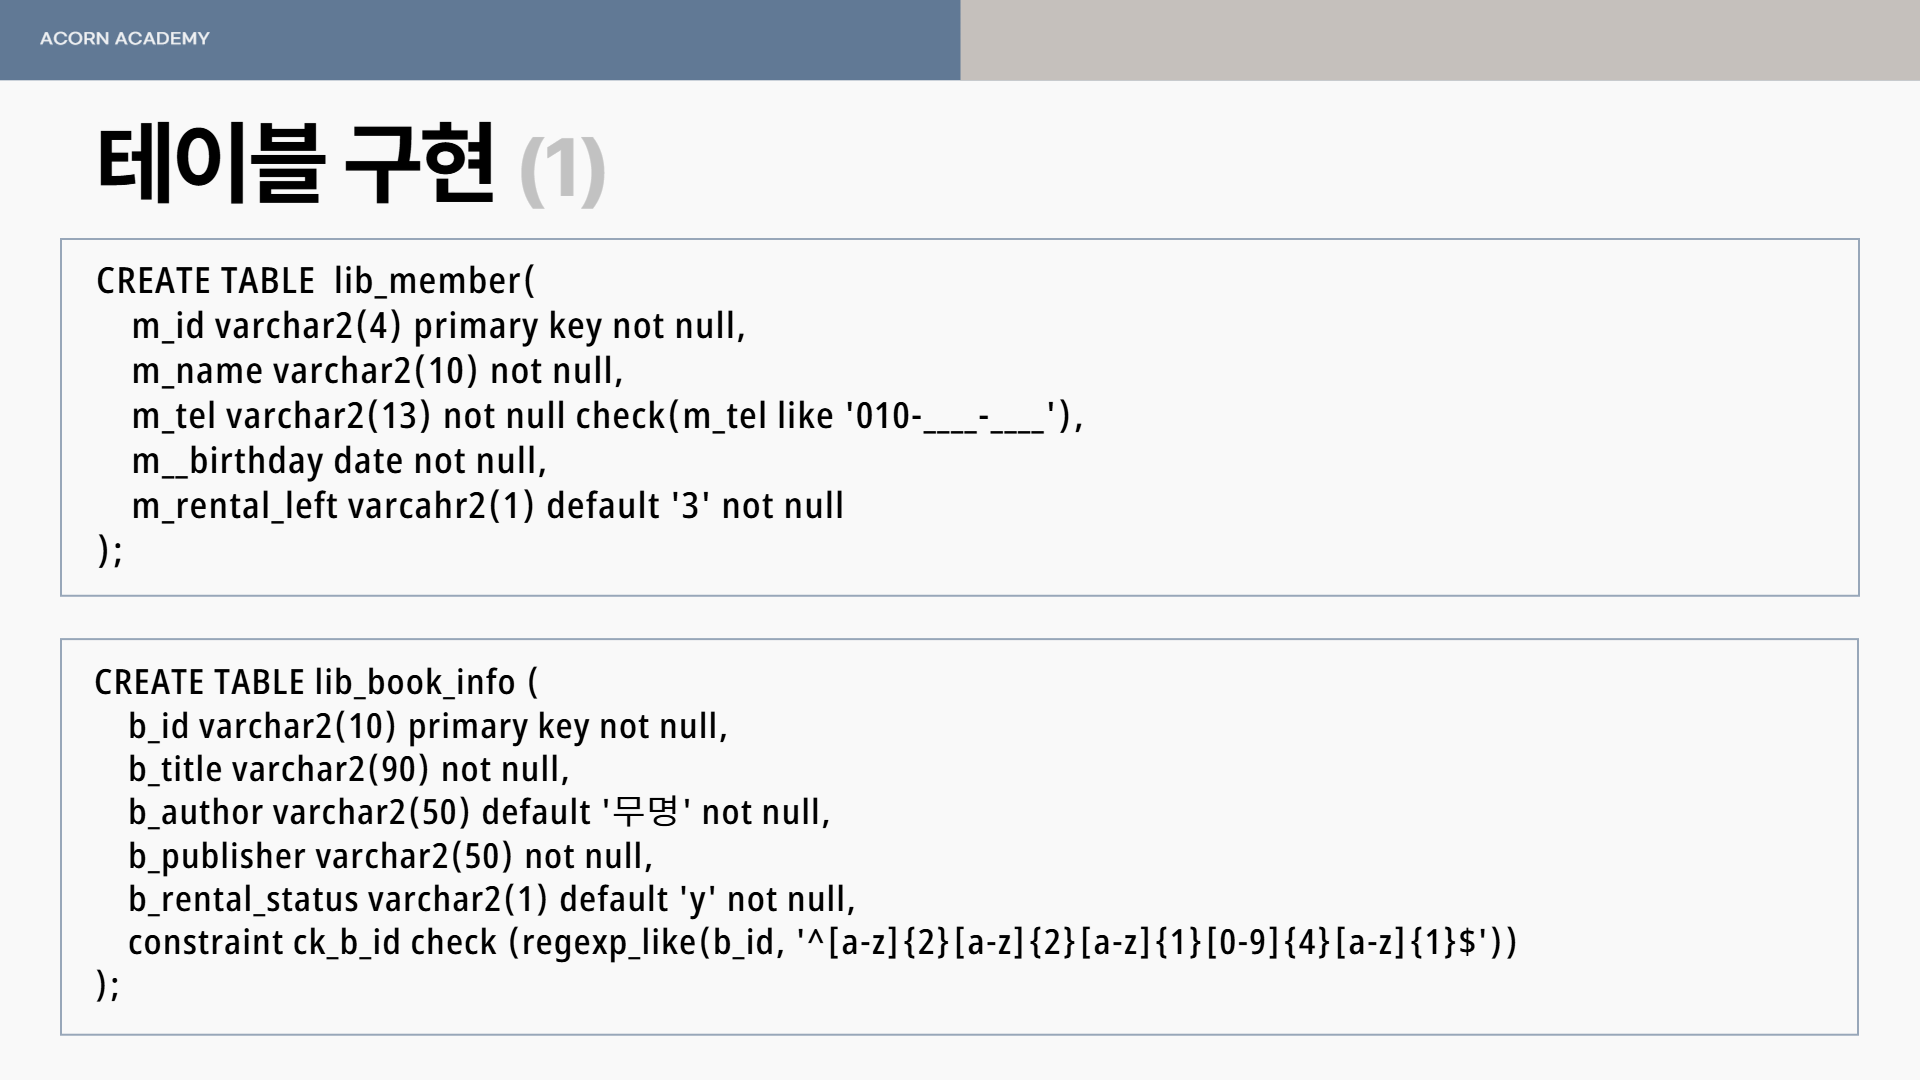 ACORN ACADEMY
테이블 구현 (1)
CREATE TABLE  lib_member(
    m_id varchar2(4) primary key not null,
    m_name varchar2(10) not null,
    m_tel varchar2(13) not null check(m_tel like '010-____-____'),
    m__birthday date not null,
    m_rental_left varcahr2(1) default '3' not null
);
CREATE TABLE lib_book_info (
    b_id varchar2(10) primary key not null,
    b_title varchar2(90) not null,
    b_author varchar2(50) default '무명' not null,
    b_publisher varchar2(50) not null,
    b_rental_status varchar2(1) default 'y' not null,
    constraint ck_b_id check (regexp_like(b_id, '^[a-z]{2}[a-z]{2}[a-z]{1}[0-9]{4}[a-z]{1}$'))
);